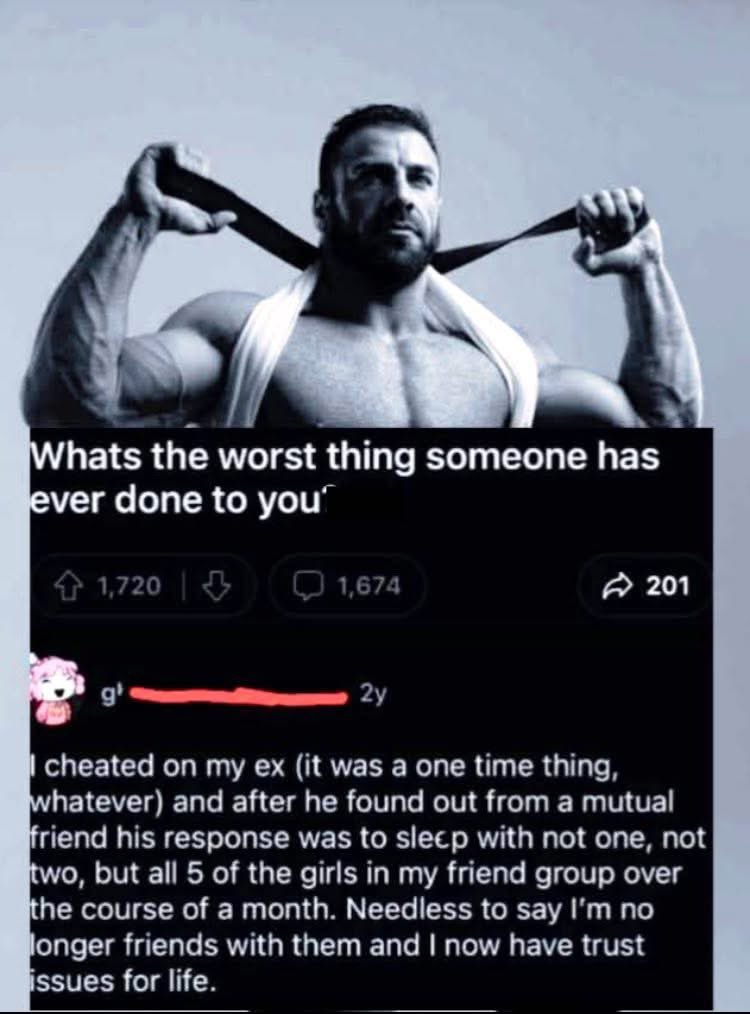 Whats the worst thing someone has
ever done to you
1,720
1,674
201
2y
I cheated on my ex (it was a one time thing,
whatever) and after he found out from a mutual
friend his response was to sleep with not one, not
two, but all 5 of the girls in my friend group over
the course of a month. Needless to say I'm no
longer friends with them and I now have trust
issues for life.